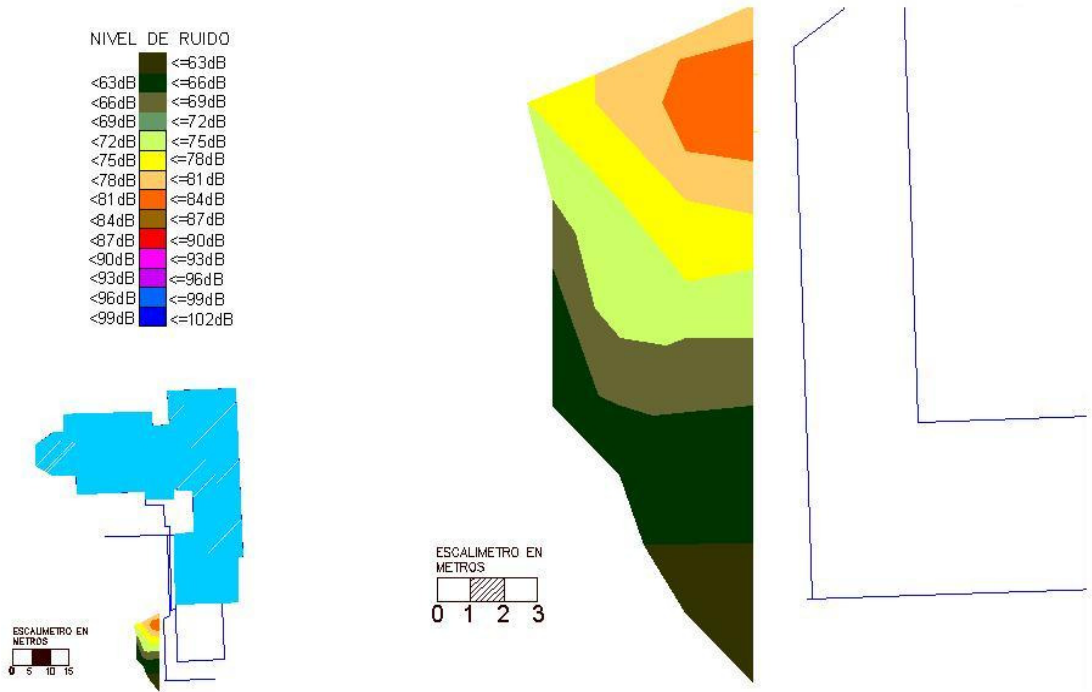 NIVEL DE RUIDO
<=63dB
<63dB <=66dB
<66dB <=69dB
<69dB <=72dB
<72dB <=75dB
<75dB <=78dB
<78dB <=81dB
<81dB <=84dB
<84dB <=87dB
<87dB <=90dB
<90dB <=93dB
<93dB <=96dB
<96dB <=99dB
<99dB <=102dB
ESCALIMETRO EN
METROS
0 1 2 3
ESCALIMETRO EN
METROS
0 5 10 15